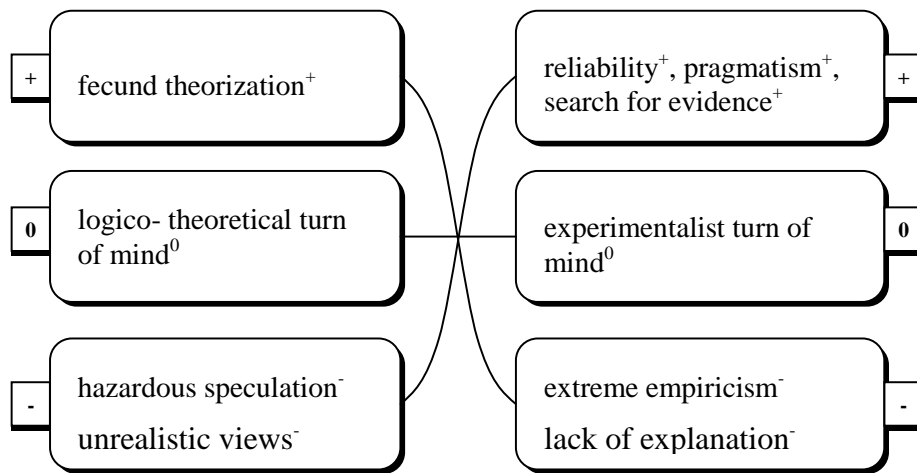 +
fecund theorization⁺
reliability⁺, pragmatism⁺,
search for evidence⁺
+
0
logico- theoretical turn
of mind⁰
experimentalist turn of
mind⁰
0
-
hazardous speculation⁻
unrealistic views⁻
extreme empiricism⁻
lack of explanation⁻
-